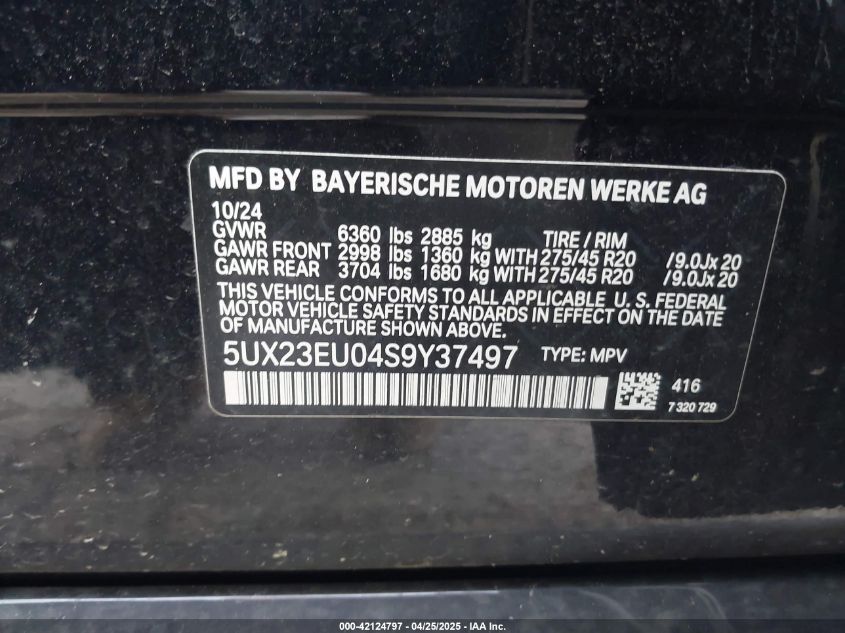 MFD BY BAYERISCHE MOTOREN WERKE AG
10/24
GVWR 6360 lbs 2885 kg TIRE / RIM
GAWR FRONT 2998 lbs 1360 kg WITH 275/45 R20 /9.0Jx20
GAWR REAR 3704 lbs 1680 kg WITH 275/45 R20 /9.0Jx20
THIS VEHICLE CONFORMS TO ALL APPLICABLE U. S. FEDERAL
MOTOR VEHICLE SAFETY STANDARDS IN EFFECT ON THE DATE
OF MANUFACTURE SHOWN ABOVE.
5UX23EU04S9Y37497 TYPE: MPV
416
7 320 729
000-42124797 - 04/25/2025 - IAA Inc.